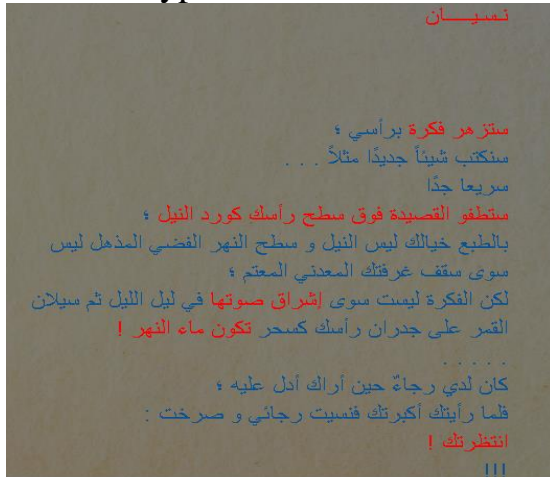 نسيـــان
ستزهر فكرة برأسي ؛
سنكتب شيئاً جديدًا مثلاً . . .
سريعا جدًا
ستطفو القصيدة فوق سطح رأسكِ كورد النيل ؛
بالطبع خيالك ليس النيل و سطح النهر الفضي المذهل ليس
سوى سقف غرفتك المعدني المعتم ؛
لكن الفكرة ليست سوى إشراق صوتها في ليل الليل ثم سيلان
القمر على جدران رأسك كسحر تكون ماء النهر !
. . . . .
كان لدي رجاءٌ حين أراك أدل عليه ؛
فلما رأيتك أكبرتك فنسيت رجائي و صرخت :
انتظرتك !
!!!